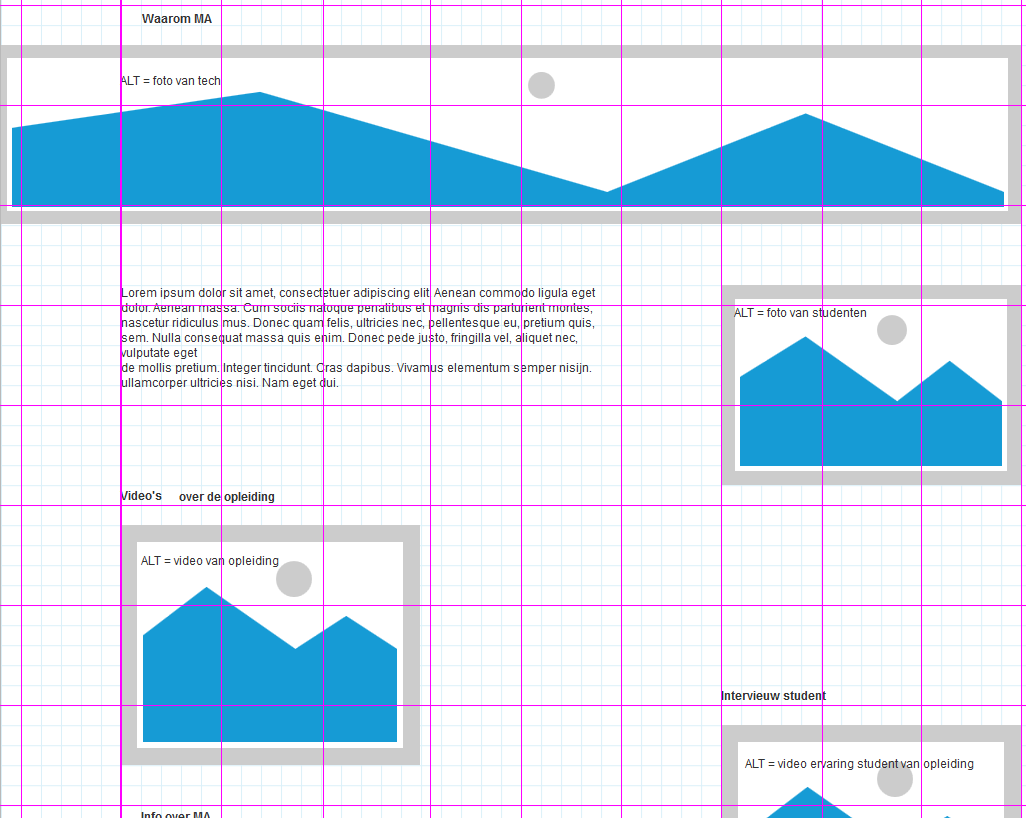 Waarom MA
ALT = foto van tech
Lorem ipsum dolor sit amet, consectetuer adipiscing elit. Aenean commodo ligula eget
dolor. Aenean massa. Cum sociis natoque penatibus et magnis dis parturient montes,
nascetur ridiculus mus. Donec quam felis, ultricies nec, pellentesque eu, pretium quis,
sem. Nulla consequat massa quis enim. Donec pede justo, fringilla vel, aliquet nec,
vulputate eget
de mollis pretium. Integer tincidunt. Cras dapibus. Vivamus elementum semper nisijn.
ullamcorper ultricies nisi. Nam eget dui.
ALT = foto van studenten
Video's over de opleiding
ALT = video van opleiding
Intervieuw student
ALT = video ervaring student van opleiding
Info over MA